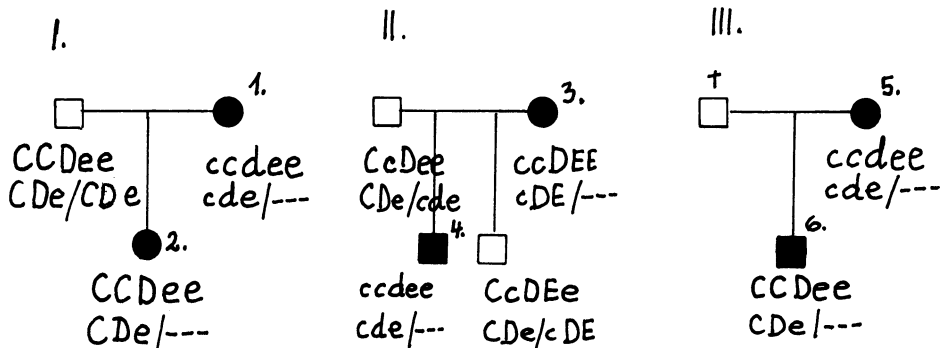 I.
1.
CCDee
CDe/CDe
ccdee
cde/---
2.
CCDee
CDe/---
II.
3.
CcDee
CDe/cde
ccDEE
cDE/---
4.
ccdee
cde/---
CcDEe
CDe/cDE
III.
†
5.
ccdee
cde/---
6.
CCDee
CDe/---